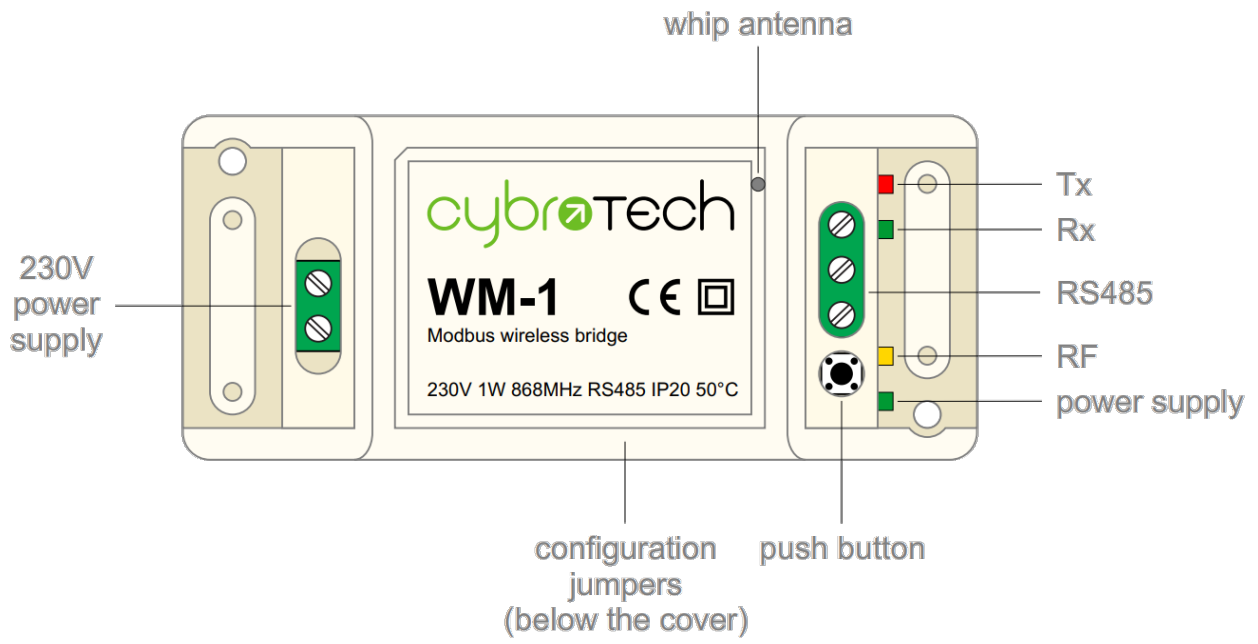 whip antenna
cybrotech
Tx
Rx
230V
power
supply
WM-1 CE
RS485
Modbus wireless bridge
RF
230V 1W 868MHz RS485 IP20 50°C
power supply
configuration
jumpers
(below the cover)
push button